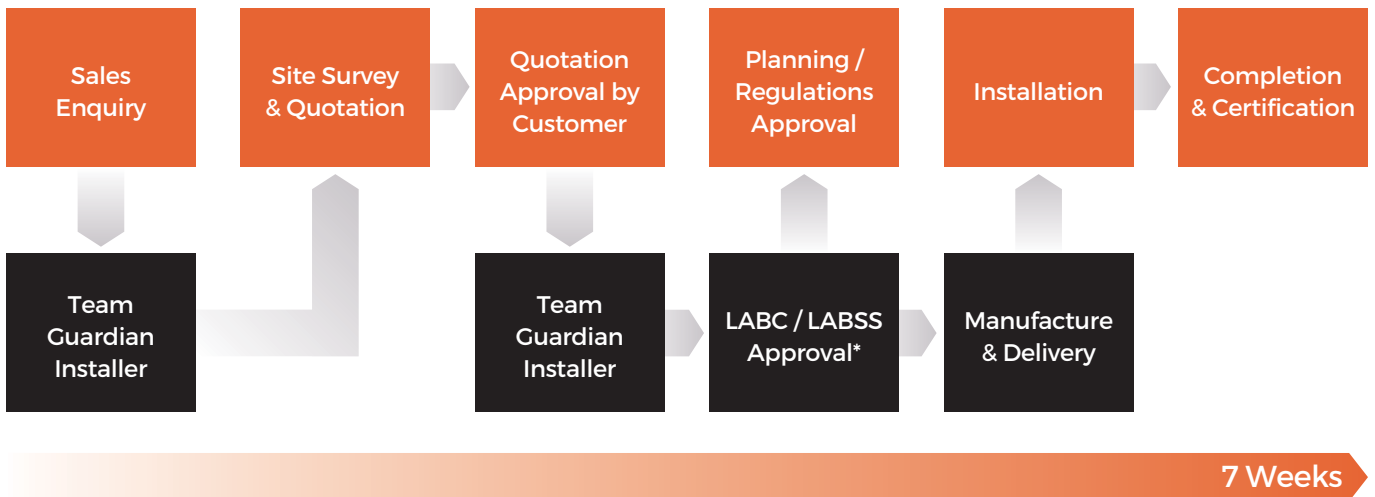 Sales
Enquiry
Site Survey
& Quotation
Quotation
Approval by
Customer
Planning /
Regulations
Approval
Installation
Completion
& Certification
Team
Guardian
Installer
Team
Guardian
Installer
LABC / LABSS
Approval*
Manufacture
& Delivery
7 Weeks